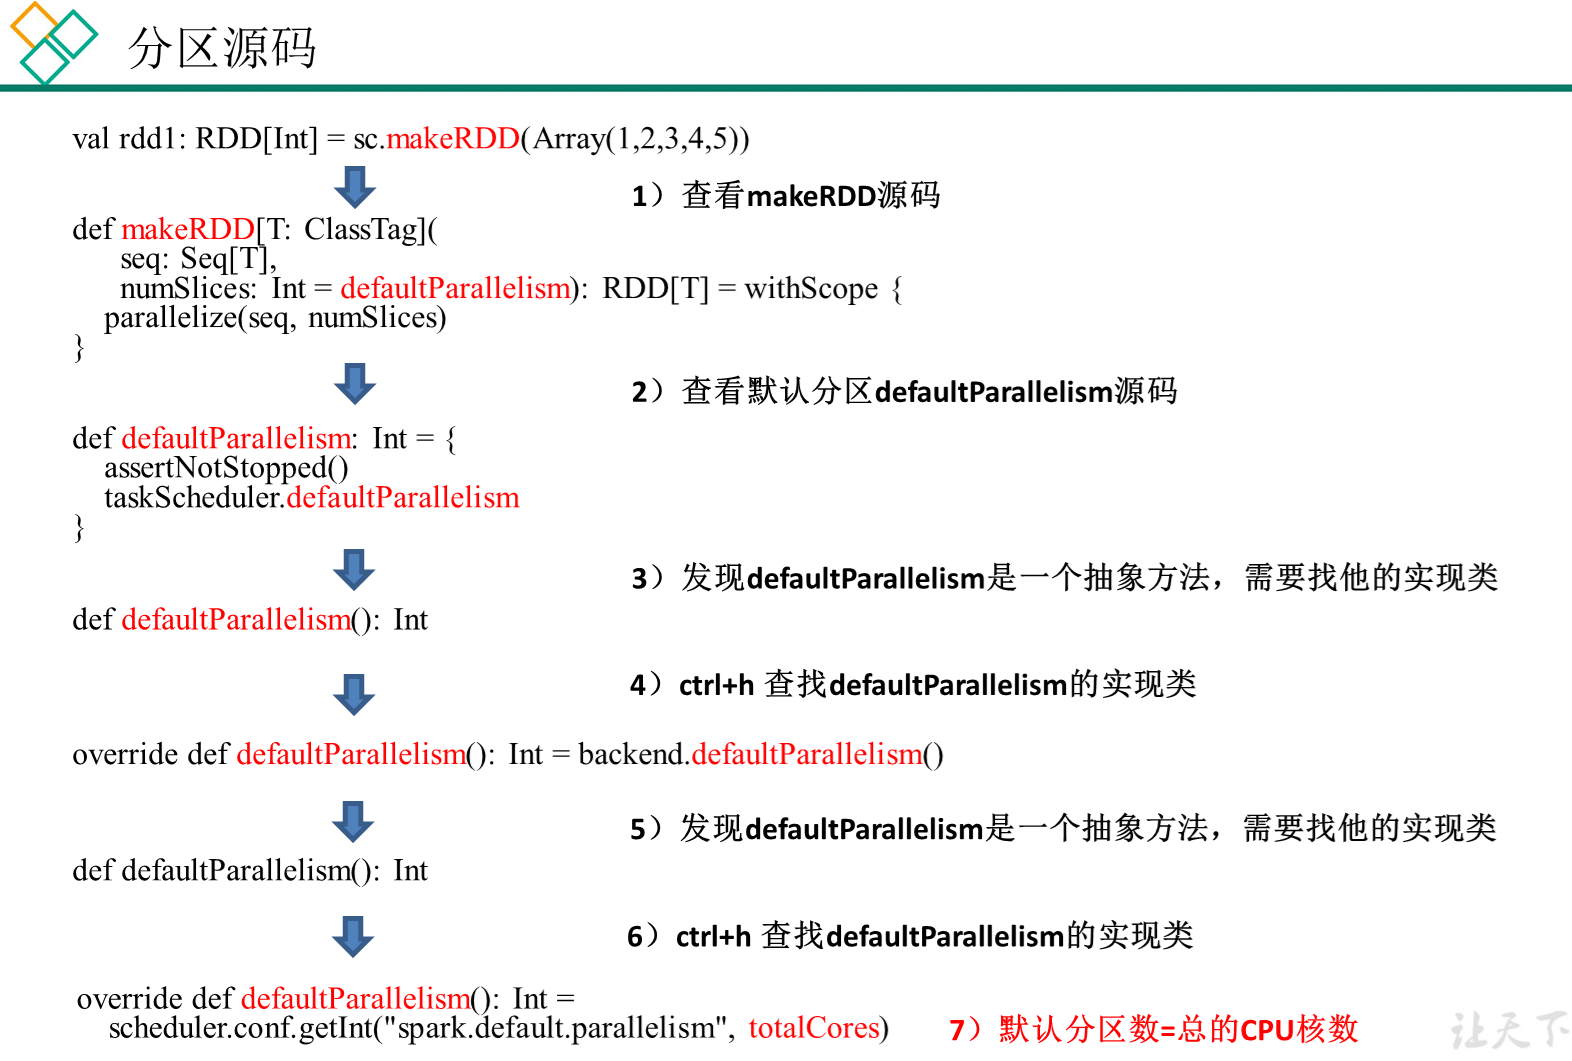 分区源码
val rdd1: RDD[Int] = sc.makeRDD(Array(1,2,3,4,5))
1）查看makeRDD源码
def makeRDD[T: ClassTag](
seq: Seq[T],
numSlices: Int = defaultParallelism): RDD[T] = withScope {
parallelize(seq, numSlices)
}
2）查看默认分区defaultParallelism源码
def defaultParallelism: Int = {
assertNotStopped()
taskScheduler.defaultParallelism
}
3）发现defaultParallelism是一个抽象方法，需要找他的实现类
def defaultParallelism(): Int
4）ctrl+h 查找defaultParallelism的实现类
override def defaultParallelism(): Int = backend.defaultParallelism()
5）发现defaultParallelism是一个抽象方法，需要找他的实现类
def defaultParallelism(): Int
6）ctrl+h 查找defaultParallelism的实现类
override def defaultParallelism(): Int =
scheduler.conf.getInt("spark.default.parallelism", totalCores)
7）默认分区数=总的CPU核数
让天下